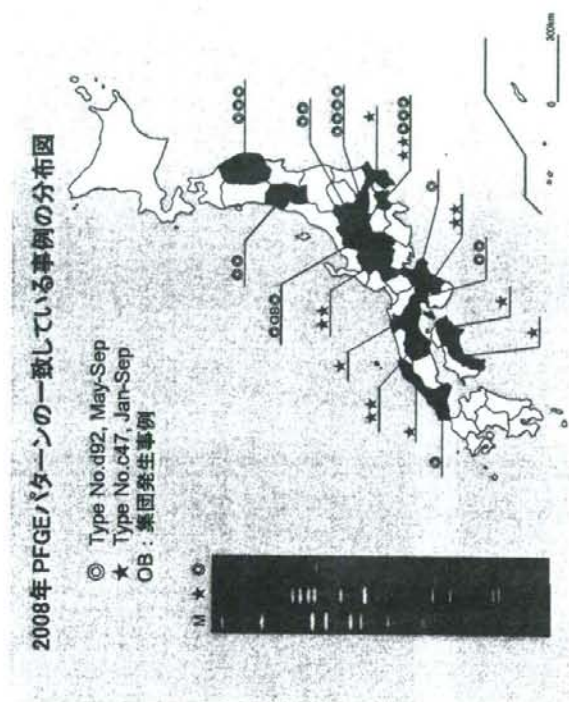 2008年 PFGEパターンの一致している事例の分布図
◎ Type No.d92, May-Sep
★ Type No.c47, Jan-Sep
OB : 集団発生事例
M ★ ◎
◎◎◎
◎◎
◎◎
◎◎◎◎
◎OB◎
★
★★◎◎◎
★★
◎
★
★★
◎◎
★★
★
★
★
◎
0